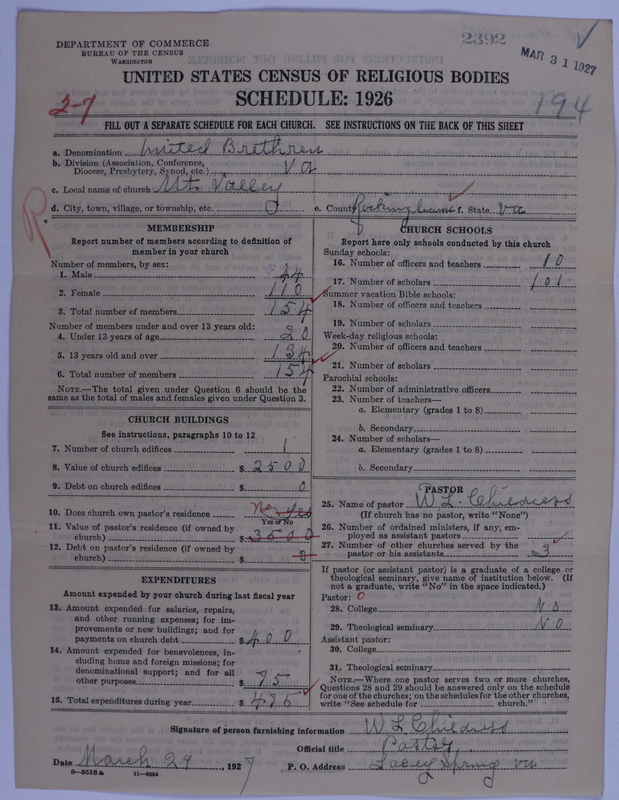 2392
DEPARTMENT OF COMMERCE
BUREAU OF THE CENSUS
WASHINGTON
MAR 31 1927
UNITED STATES CENSUS OF RELIGIOUS BODIES
SCHEDULE: 1926
2-7
194
FILL OUT A SEPARATE SCHEDULE FOR EACH CHURCH. SEE INSTRUCTIONS ON THE BACK OF THIS SHEET
a. Denomination United Brethren
b. Division (Association, Conference,
Diocese, Presbytery, Synod, etc.) Va
c. Local name of church Mt. Valley
d. City, town, village, or township, etc. 0 e. County Rockingham f. State Va
R
MEMBERSHIP
Report number of members according to definition of
member in your church
Number of members, by sex:
1. Male 44
2. Female 110
3. Total number of members 154
Number of members under and over 13 years old:
4. Under 13 years of age 20
5. 13 years old and over 134
6. Total number of members 154
NOTE.—The total given under Question 6 should be the
same as the total of males and females given under Question 3.
CHURCH BUILDINGS
See instructions, paragraphs 10 to 12
7. Number of church edifices 1
8. Value of church edifices $2500
9. Debt on church edifices $ 0
10. Does church own pastor's residence No yes
Yes or No
11. Value of pastor's residence (if owned by
church) $3500
12. Debt on pastor's residence (if owned by
church) $ 0
EXPENDITURES
Amount expended by your church during last fiscal year
13. Amount expended for salaries, repairs,
and other running expenses; for im-
provements or new buildings; and for
payments on church debt $400
14. Amount expended for benevolences, in-
cluding home and foreign missions; for
denominational support; and for all
other purposes $ 75
15. Total expenditures during year $475
CHURCH SCHOOLS
Report here only schools conducted by this church
Sunday schools:
16. Number of officers and teachers 10
17. Number of scholars 101
Summer vacation Bible schools:
18. Number of officers and teachers
19. Number of scholars
Week-day religious schools:
20. Number of officers and teachers
21. Number of scholars
Parochial schools:
22. Number of administrative officers
23. Number of teachers—
a. Elementary (grades 1 to 8)
b. Secondary
24. Number of scholars—
a. Elementary (grades 1 to 8)
b. Secondary
PASTOR
25. Name of pastor W. L. Childress
(If church has no pastor, write "None")
26. Number of ordained ministers, if any, em-
ployed as assistant pastors
27. Number of other churches served by the
pastor or his assistants 3
If pastor (or assistant pastor) is a graduate of a college or
theological seminary, give name of institution below. (If
not a graduate, write "No" in the space indicated.)
Pastor: 0
28. College No
29. Theological seminary No
Assistant pastor:
30. College
31. Theological seminary
NOTE.—Where one pastor serves two or more churches,
Questions 28 and 29 should be answered only on the schedule
for one of the churches; on the schedules for the other churches,
write "See schedule for church."
Signature of person furnishing information W L Childress
Official title Pastor
Date March 29, 1927 P. O. Address Lacey Spring Va
8-5518a 11-9034